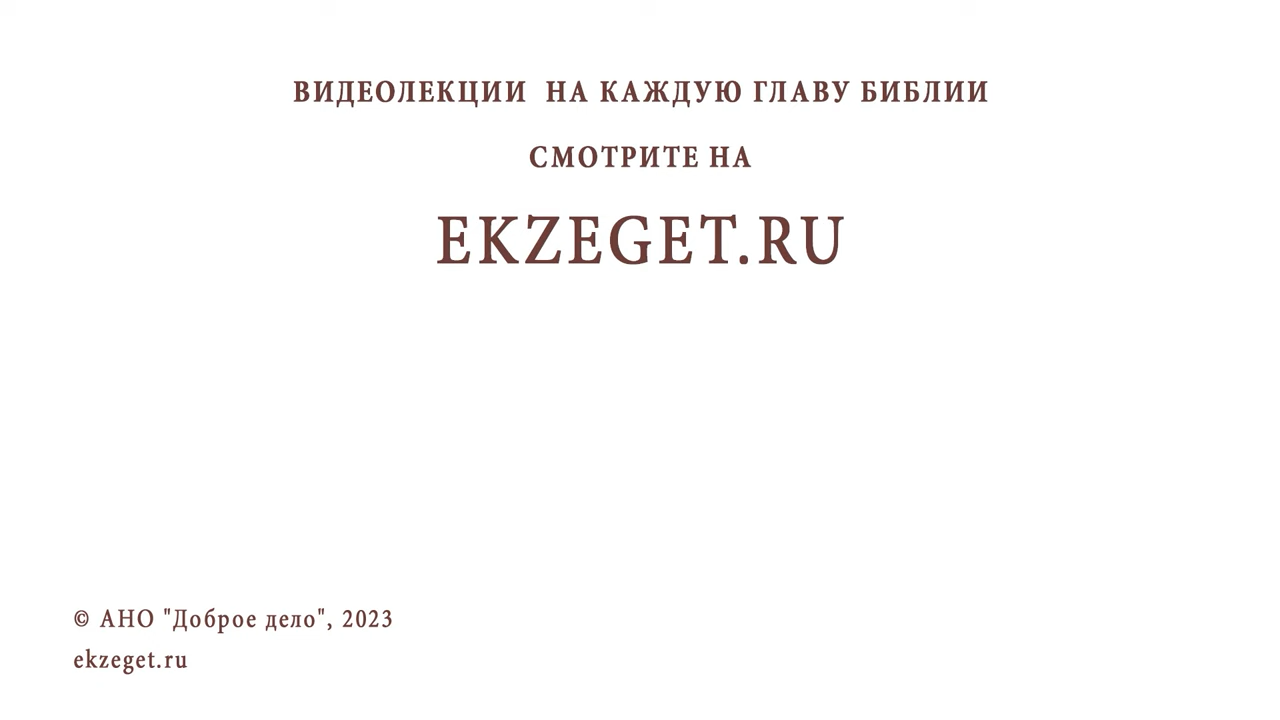 ВИДЕОЛЕКЦИИ НА КАЖДУЮ ГЛАВУ БИБЛИИ
СМОТРИТЕ НА
EKZEGET.RU
© АНО "Доброе дело", 2023
ekzeget.ru